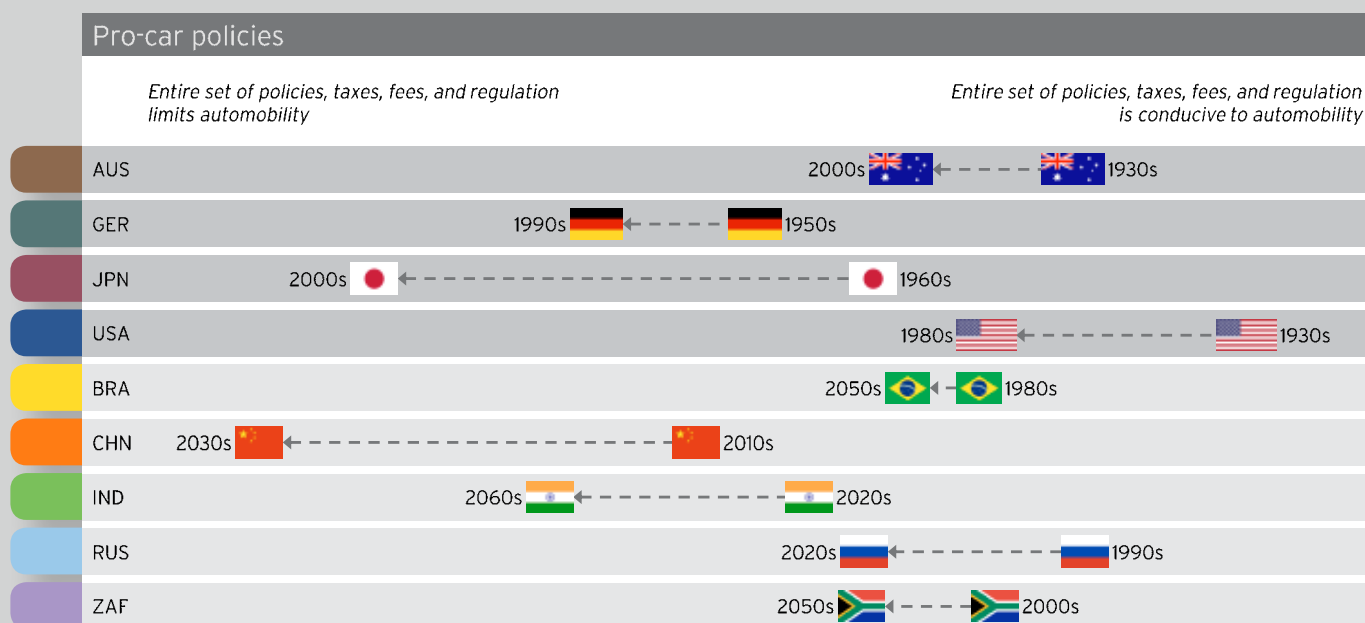 Pro-car policies
Entire set of policies, taxes, fees, and regulation
limits automobility
Entire set of policies, taxes, fees, and regulation
is conducive to automobility
AUS 2000s 1930s
GER 1990s 1950s
JPN 2000s 1960s
USA 1980s 1930s
BRA 2050s 1980s
CHN 2030s 2010s
IND 2060s 2020s
RUS 2020s 1990s
ZAF 2050s 2000s